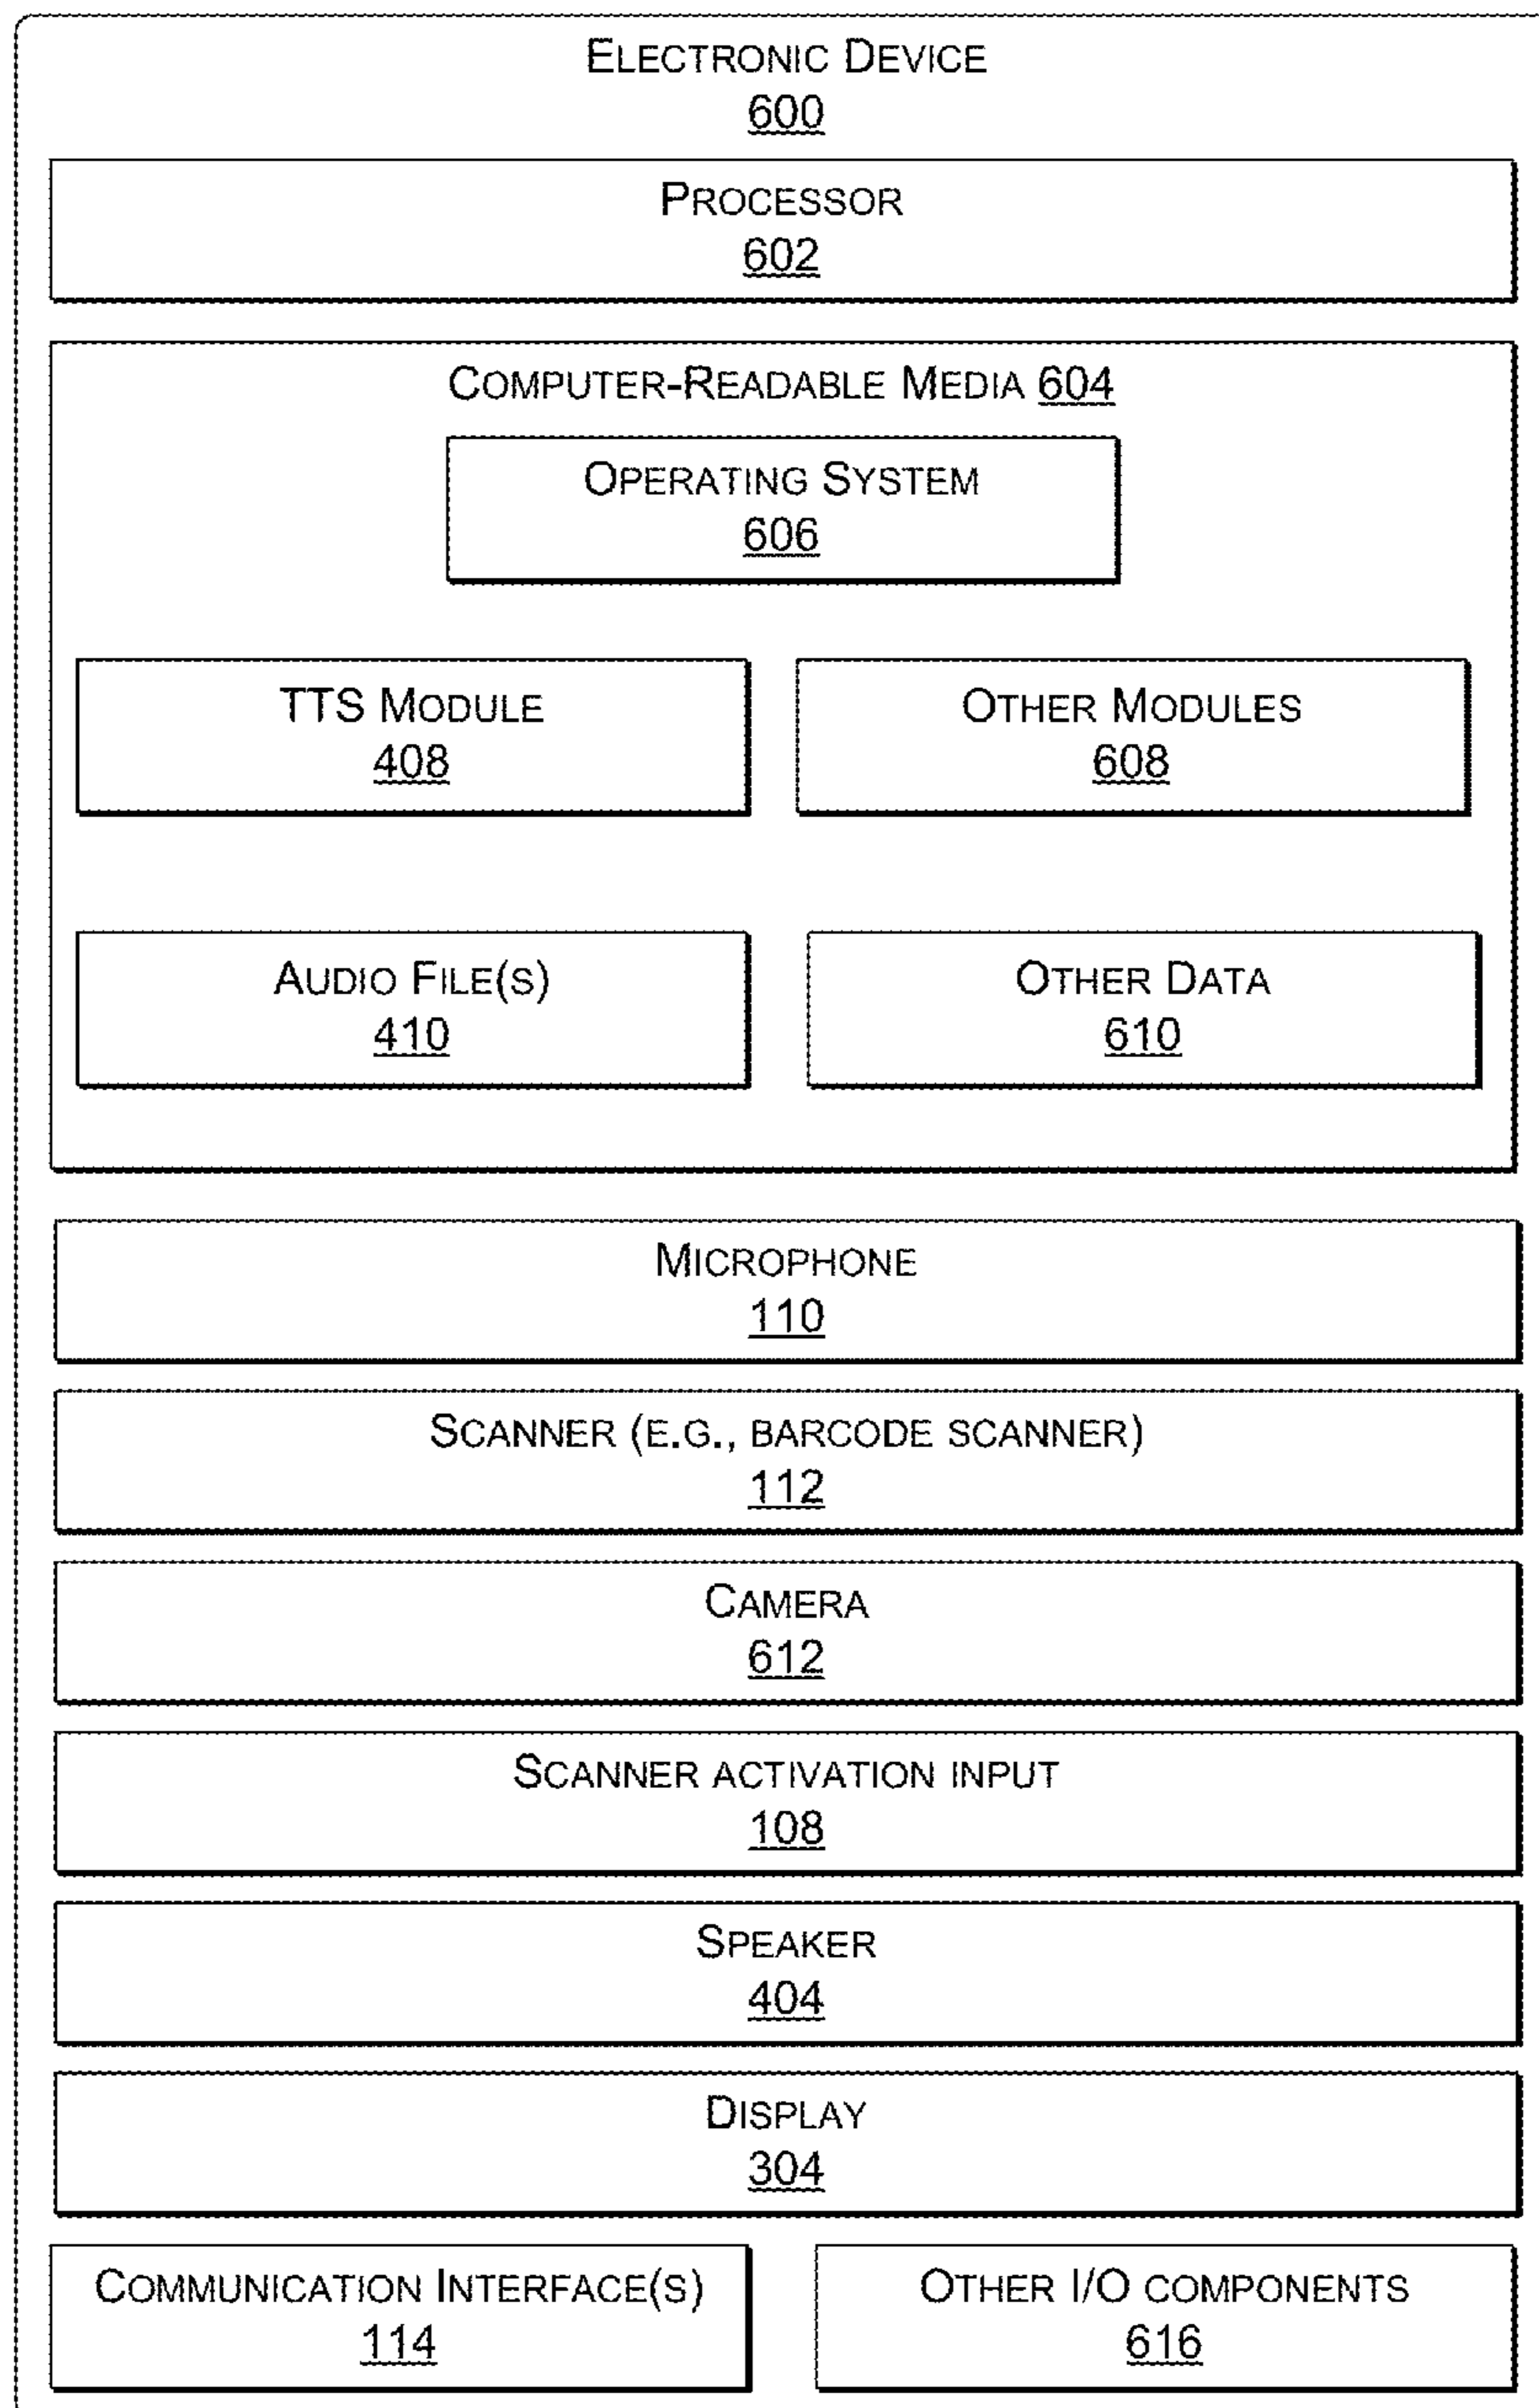 ELECTRONIC DEVICE
600
PROCESSOR
602
COMPUTER-READABLE MEDIA 604
OPERATING SYSTEM
606
TTS MODULE
408
OTHER MODULES
608
AUDIO FILE(S)
410
OTHER DATA
610
MICROPHONE
110
SCANNER (E.G., BARCODE SCANNER)
112
CAMERA
612
SCANNER ACTIVATION INPUT
108
SPEAKER
404
DISPLAY
304
COMMUNICATION INTERFACE(S)
114
OTHER I/O COMPONENTS
616